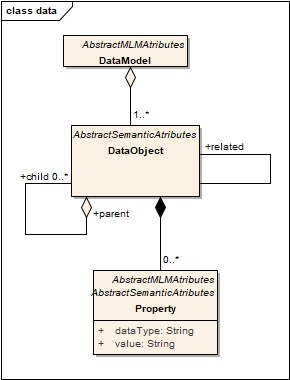 class data
AbstractMLMAtributes
DataModel
1..*
AbstractSemanticAtributes
DataObject
+related
+child 0..*
+parent
0..*
AbstractMLMAtributes
AbstractSemanticAtributes
Property
+ dataType: String
+ value: String